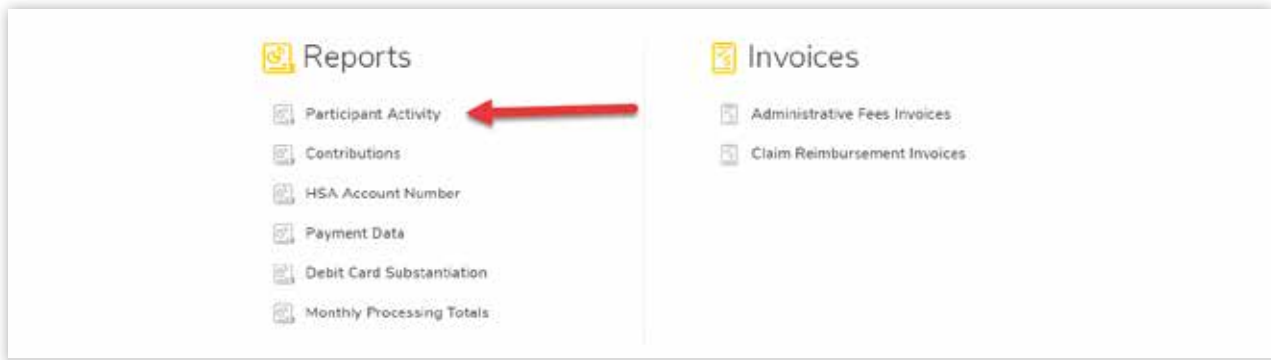 Reports
Participant Activity
Contributions
HSA Account Number
Payment Data
Debit Card Substantiation
Monthly Processing Totals
Invoices
Administrative Fees Invoices
Claim Reimbursement Invoices